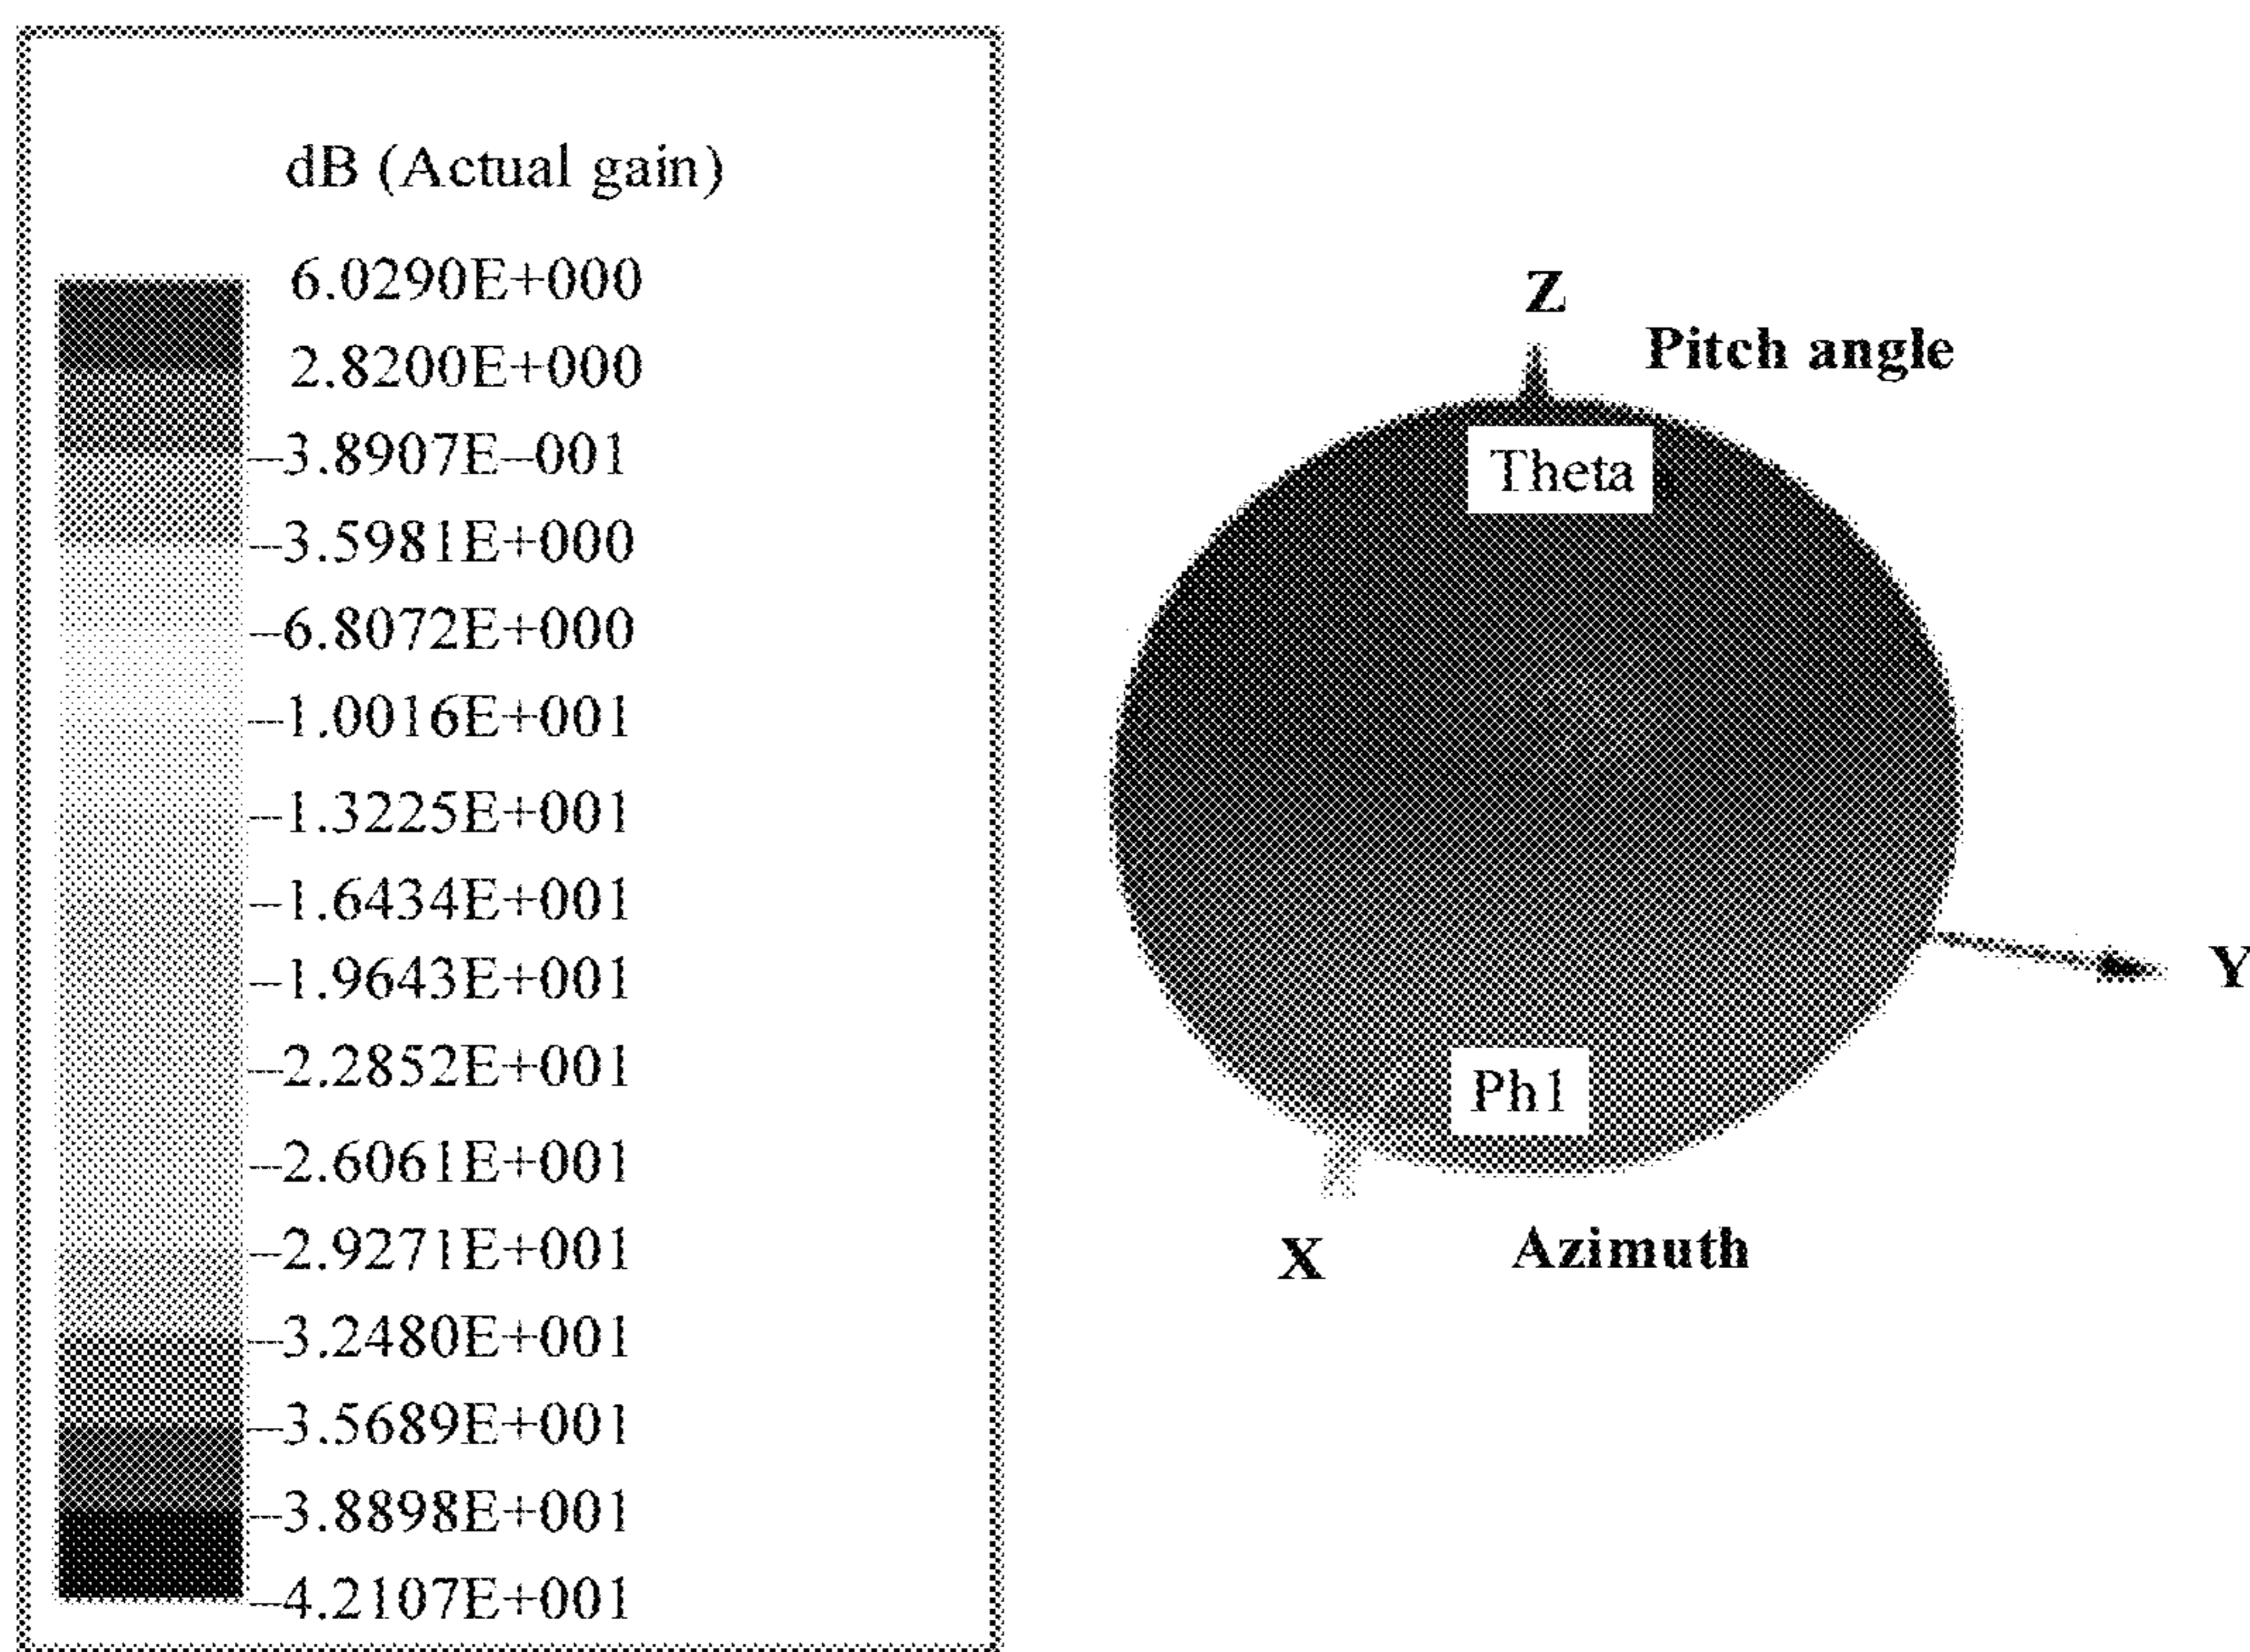 dB (Actual gain)
6.0290E+000
2.8200E+000
–3.8907E–001
–3.5981E+000
–6.8072E+000
–1.0016E+001
–1.3225E+001
–1.6434E+001
–1.9643E+001
–2.2852E+001
–2.6061E+001
–2.9271E+001
–3.2480E+001
–3.5689E+001
–3.8898E+001
–4.2107E+001
Z
Pitch angle
Theta
Y
Ph1
X
Azimuth